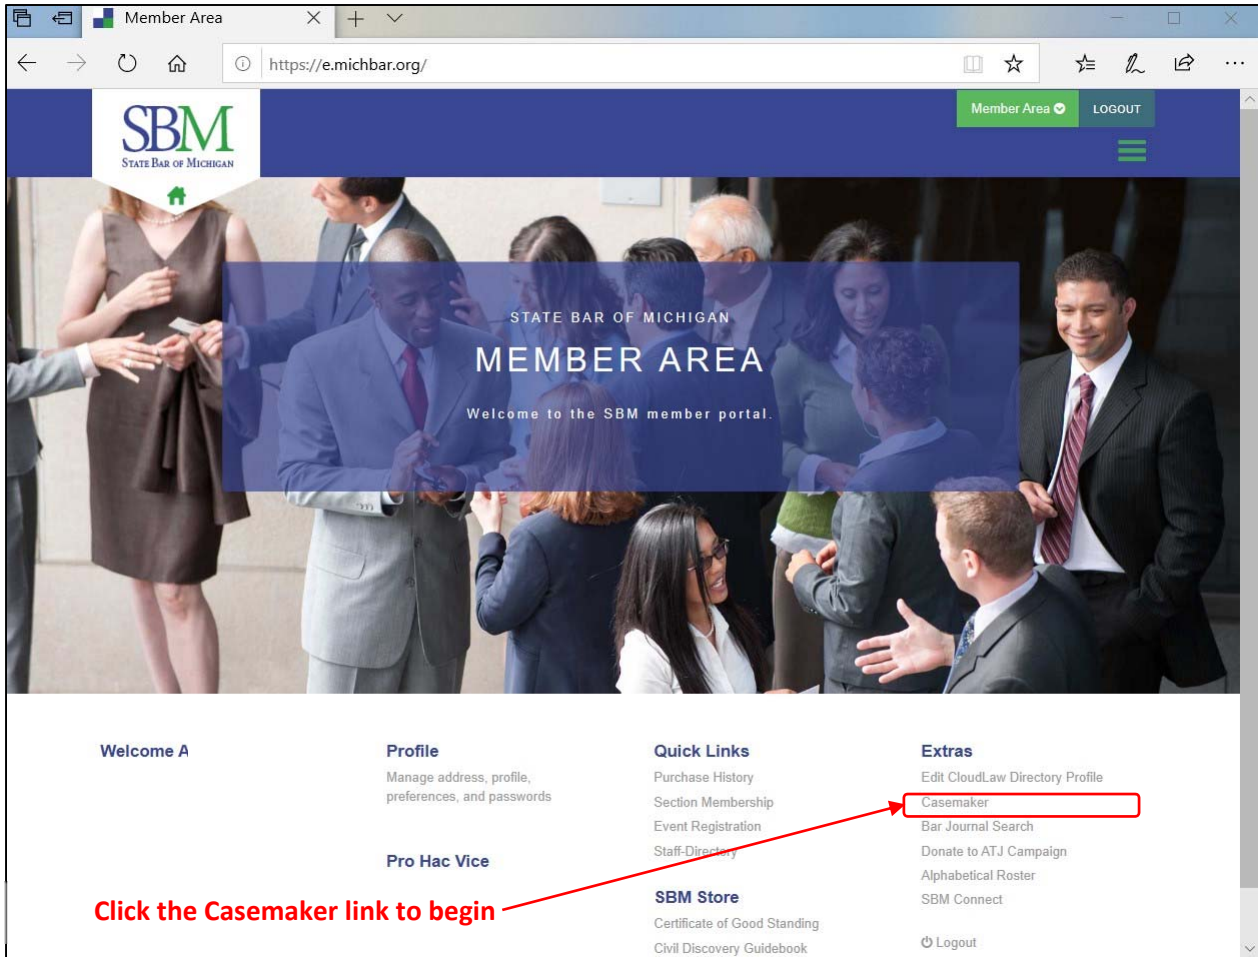 Member Area
https://e.michbar.org/
Member Area
LOGOUT
SBM
STATE BAR OF MICHIGAN
STATE BAR OF MICHIGAN
MEMBER AREA
Welcome to the SBM member portal.
Welcome A
Profile
Manage address, profile,
preferences, and passwords
Pro Hac Vice
Quick Links
Purchase History
Section Membership
Event Registration
Staff-Directory
SBM Store
Certificate of Good Standing
Civil Discovery Guidebook
Extras
Edit CloudLaw Directory Profile
Casemaker
Bar Journal Search
Donate to ATJ Campaign
Alphabetical Roster
SBM Connect
Logout
Click the Casemaker link to begin